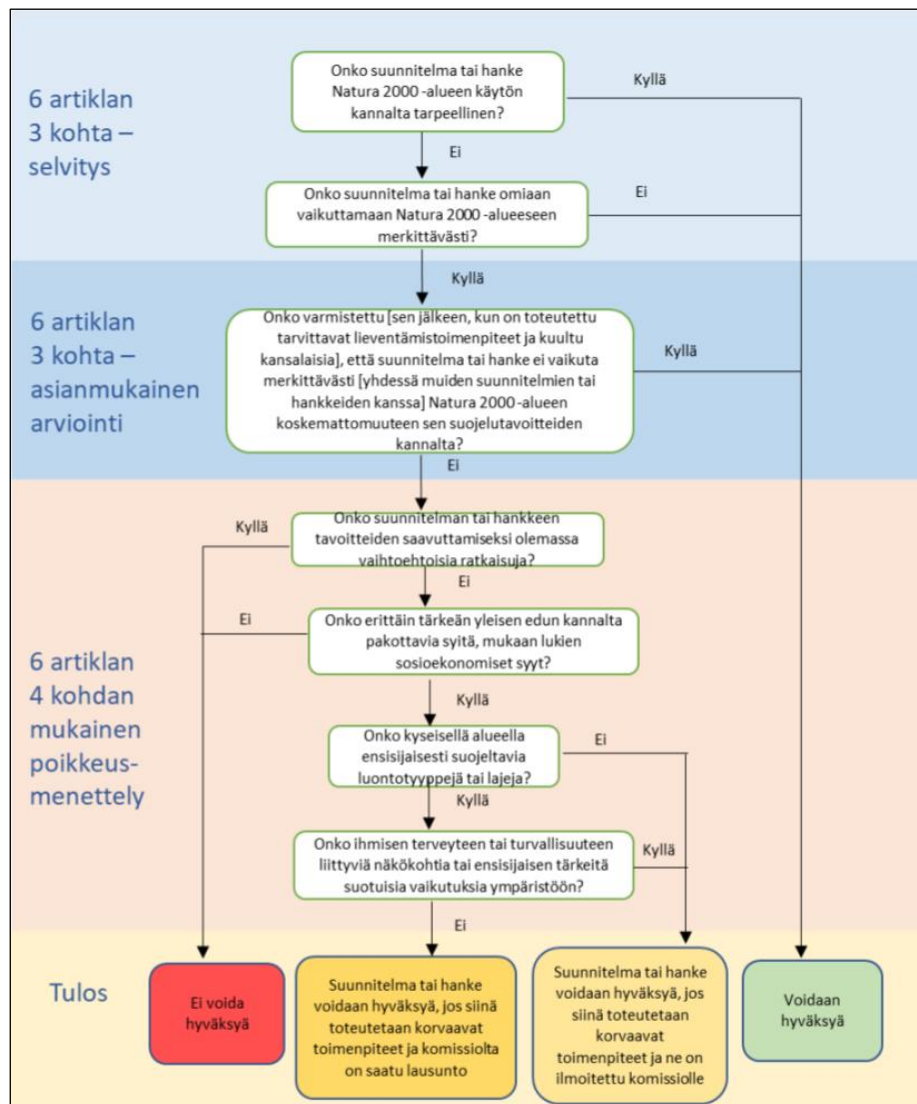 6 artiklan
3 kohta –
selvitys
Onko suunnitelma tai hanke
Natura 2000 -alueen käytön
kannalta tarpeellinen?
Kyllä
Ei
Onko suunnitelma tai hanke omiaan
vaikuttamaan Natura 2000 -alueeseen
merkittävästi?
Ei
Kyllä
6 artiklan
3 kohta –
asianmukainen
arviointi
Onko varmistettu [sen jälkeen, kun on toteutettu
tarvittavat lieventämistoimenpiteet ja kuultu
kansalaisia], että suunnitelma tai hanke ei vaikuta
merkittävästi [yhdessä muiden suunnitelmien tai
hankkeiden kanssa] Natura 2000 -alueen
koskemattomuuteen sen suojelutavoitteiden
kannalta?
Kyllä
Ei
6 artiklan
4 kohdan
mukainen
poikkeus-
menettely
Onko suunnitelman tai hankkeen
tavoitteiden saavuttamiseksi olemassa
vaihtoehtoisia ratkaisuja?
Kyllä
Ei
Onko erittäin tärkeän yleisen edun kannalta
pakottavia syitä, mukaan lukien
sosioekonomiset syyt?
Ei
Kyllä
Onko kyseisellä alueella
ensisijaisesti suojeltavia
luontotyyppejä tai lajeja?
Ei
Kyllä
Onko ihmisen terveyteen tai turvallisuuteen
liittyviä näkökohtia tai ensisijaisen tärkeitä
suotuisia vaikutuksia ympäristöön?
Kyllä
Ei
Tulos
Ei voida
hyväksyä
Suunnitelma tai hanke
voidaan hyväksyä, jos siinä
toteutetaan korvaavat
toimenpiteet ja komissiolta
on saatu lausunto
Suunnitelma tai hanke
voidaan hyväksyä, jos
siinä toteutetaan
korvaavat
toimenpiteet ja ne on
ilmoitettu komissiolle
Voidaan
hyväksyä